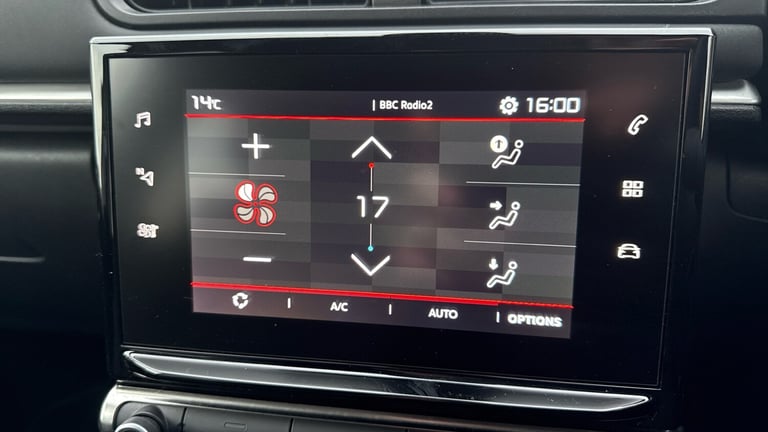 14°C | BBC Radio2 16:00
17
A/C | AUTO | OPTIONS